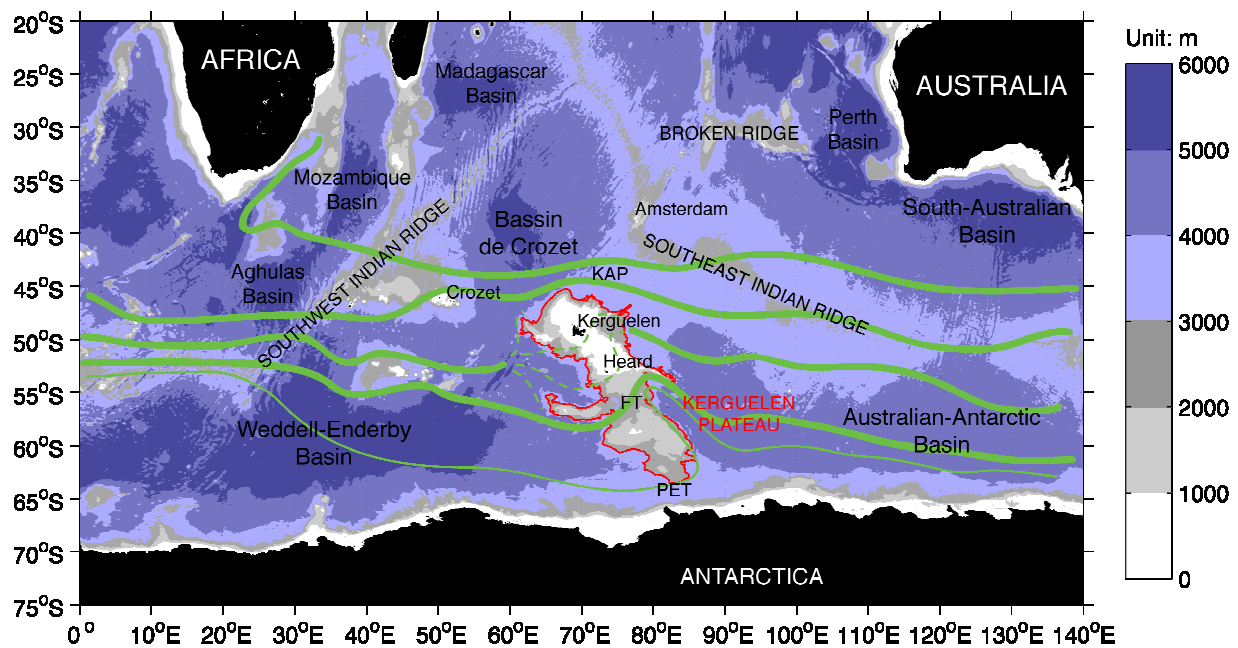 20°S
25°S
30°S
35°S
40°S
45°S
50°S
55°S
60°S
65°S
70°S
75°S
0°
10°E
20°E
30°E
40°E
50°E
60°E
70°E
80°E
90°E
100°E
110°E
120°E
130°E
140°E
AFRICA
Madagascar
Basin
AUSTRALIA
BROKEN RIDGE
Perth
Basin
Mozambique
Basin
Bassin
de Crozet
Amsterdam
South-Australian
Basin
Aghulas
Basin
SOUTHWEST INDIAN RIDGE
SOUTHEAST INDIAN RIDGE
KAP
Crozet
Kerguelen
Heard
FT
KERGUELEN
PLATEAU
Australian-Antarctic
Basin
Weddell-Enderby
Basin
PET
ANTARCTICA
Unit: m
6000
5000
4000
3000
2000
1000
0